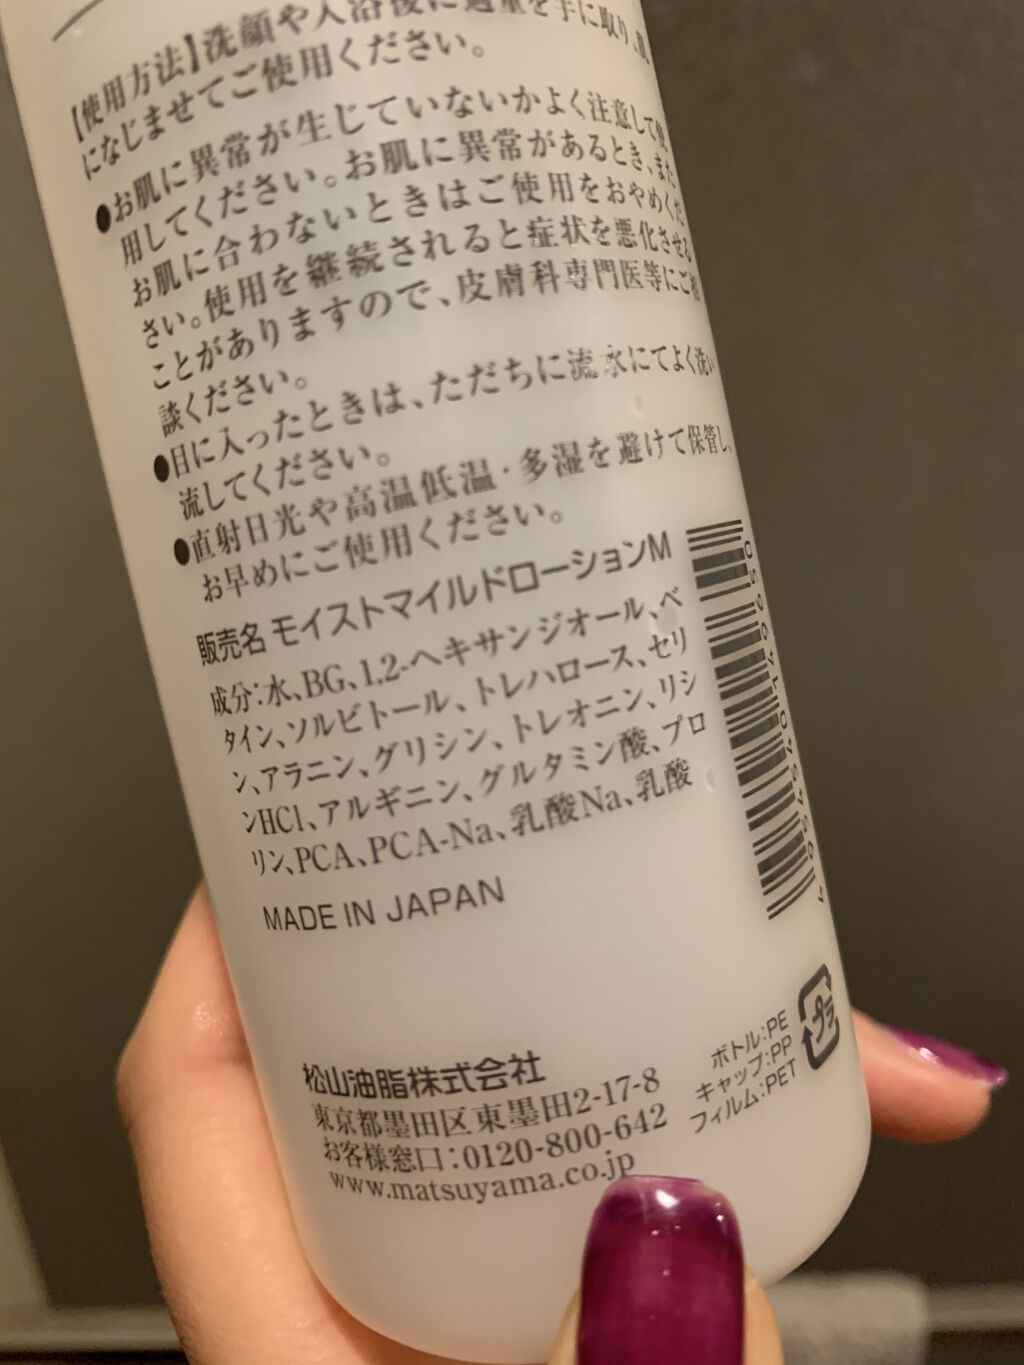 【使用方法】洗顔や入浴後に適量を手に取り、肌
になじませてご使用ください。
●お肌に異常が生じていないかよく注意して使
用してください。お肌に異常があるとき、また
お肌に合わないときはご使用をおやめくだ
さい。使用を継続されると症状を悪化させる
ことがありますので、皮膚科専門医等にご相
談ください。
●目に入ったときは、ただちに流水にてよく洗い
流してください。
●直射日光や高温低温・多湿を避けて保管し、
お早めにご使用ください。
販売名 モイストマイルドローションM
成分:水、BG、1,2-ヘキサンジオール、ベ
タイン、ソルビトール、トレハロース、セリ
ン、アラニン、グリシン、トレオニン、リシ
ンHCl、アルギニン、グルタミン酸、プロ
リン、PCA、PCA-Na、乳酸Na、乳酸
MADE IN JAPAN
松山油脂株式会社
東京都墨田区東墨田2-17-8
お客様窓口:0120-800-642
www.matsuyama.co.jp
ボトル:PE
キャップ:PP
フィルム:PET
プラ